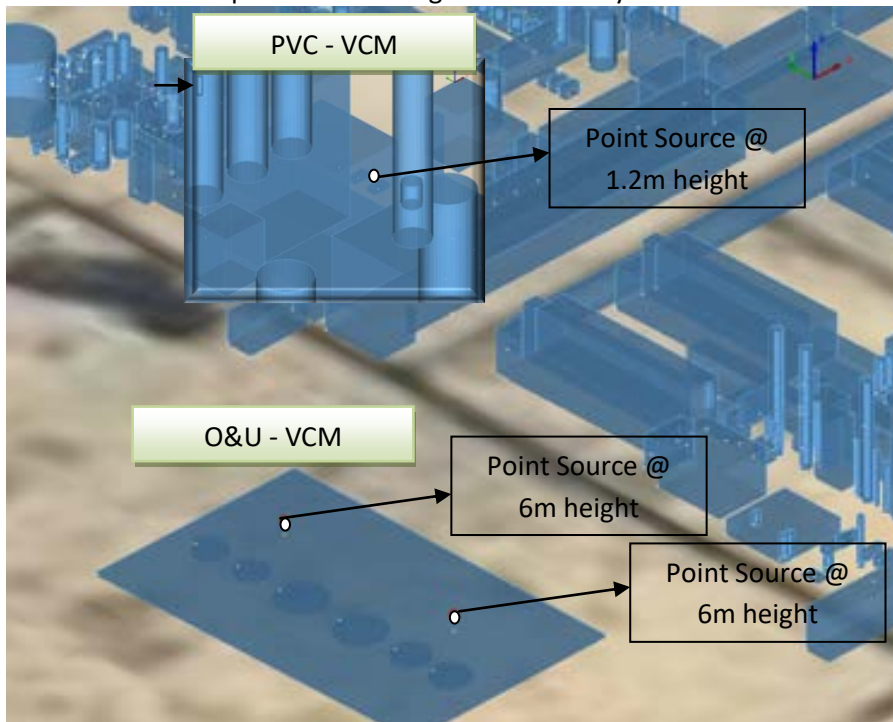 PVC - VCM
Point Source @
1.2m height
O&U - VCM
Point Source @
6m height
Point Source @
6m height